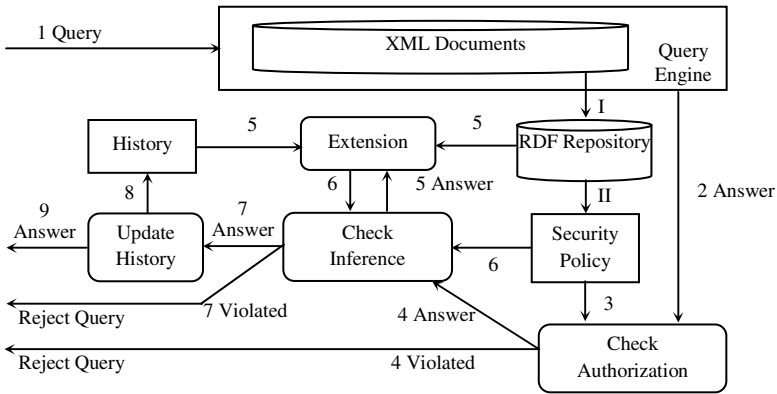 1 Query
XML Documents
Query
Engine
I
History
5
Extension
5
RDF Repository
8
6
5 Answer
II
2 Answer
9
Answer
Update
History
7
Answer
Check
Inference
6
Security
Policy
3
7 Violated
4 Answer
Reject Query
Check
Authorization
Reject Query
4 Violated